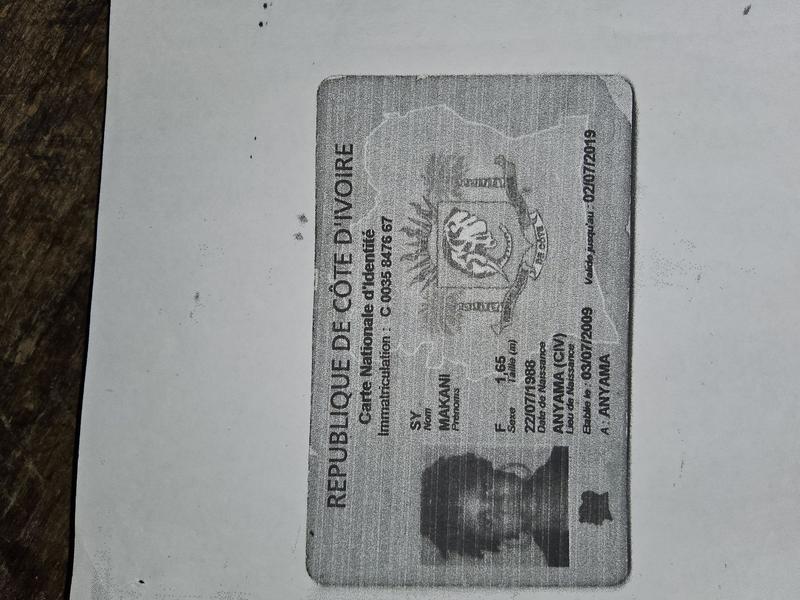 REPUBLIQUE DE CÔTE D'IVOIRE
Carte Nationale d'Identité
Immatriculation : C 0035 8476 67
SY
Nom
MAKANI
Prénoms
F 1,65
Sexe Taille (m)
22/07/1988
Date de Naissance
ANYAMA (CIV)
Lieu de Naissance
Etablie le : 03/07/2009 Valide jusqu'au : 02/07/2019
A : ANYAMA